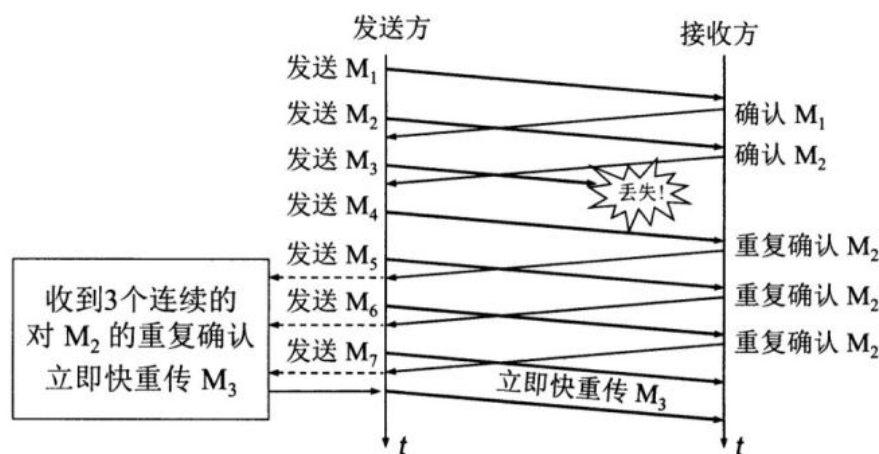 发送方
接收方
发送 M₁
发送 M₂
确认 M₁
发送 M₃
确认 M₂
丢失!
发送 M₄
发送 M₅
重复确认 M₂
收到3个连续的
对 M₂ 的重复确认
立即快重传 M₃
发送 M₆
重复确认 M₂
发送 M₇
重复确认 M₂
立即快重传 M₃
t
t